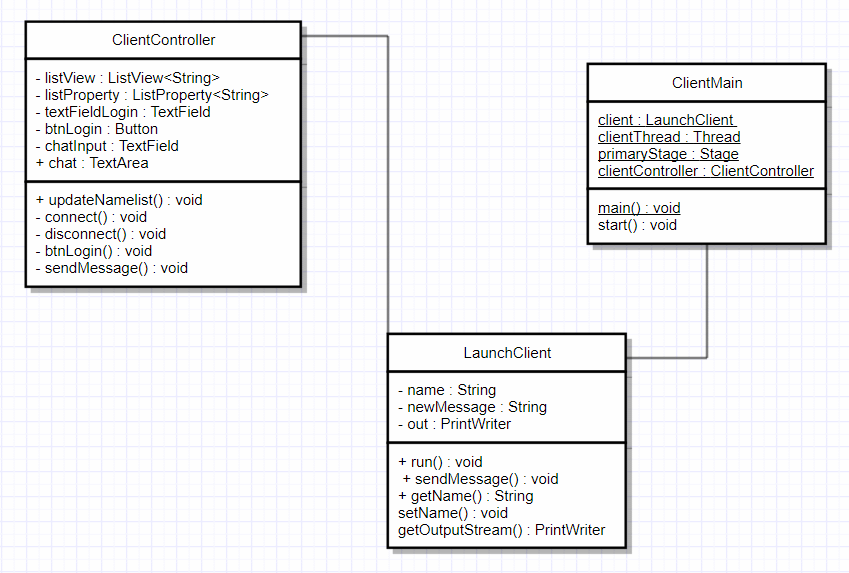 ClientController
- listView : ListView<String>
- listProperty : ListProperty<String>
- textFieldLogin : TextField
- btnLogin : Button
- chatInput : TextField
+ chat : TextArea
+ updateNamelist() : void
- connect() : void
- disconnect() : void
- btnLogin() : void
- sendMessage() : void
ClientMain
client : LaunchClient
clientThread : Thread
primaryStage : Stage
clientController : ClientController
main() : void
start() : void
LaunchClient
- name : String
- newMessage : String
- out : PrintWriter
+ run() : void
+ sendMessage() : void
+ getName() : String
setName() : void
getOutputStream() : PrintWriter